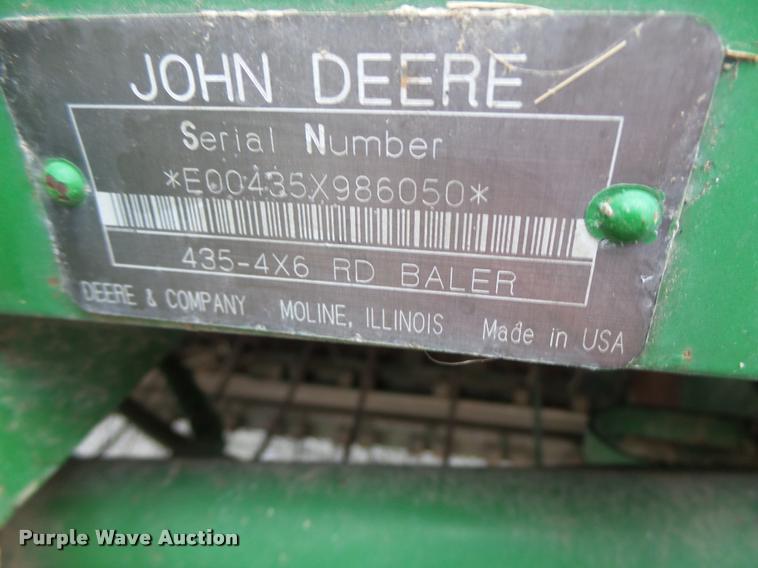 JOHN DEERE
Serial Number
*E00435X986050*
435-4X6 RD BALER
DEERE & COMPANY MOLINE, ILLINOIS Made in USA
Purple Wave Auction